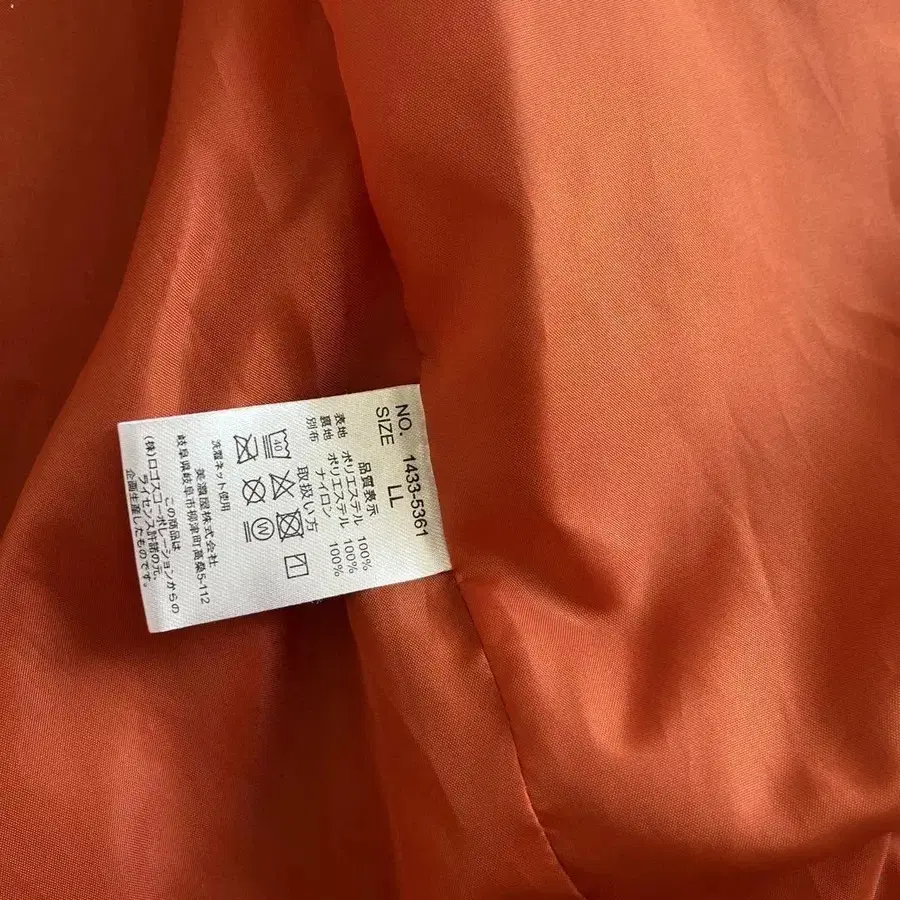 NO. 1433-5361
SIZE LL
品質表示
表地 ポリエステル 100%
裏地 ポリエステル 100%
別布 ナイロン 100%
取扱い方
40
W
洗濯ネット使用
美濃屋株式会社
岐阜県岐阜市柳津町高桑5-112
この商品は
(株)ロゴスコーポレーションからの
ライセンス許諾の元、
企画生産したものです。